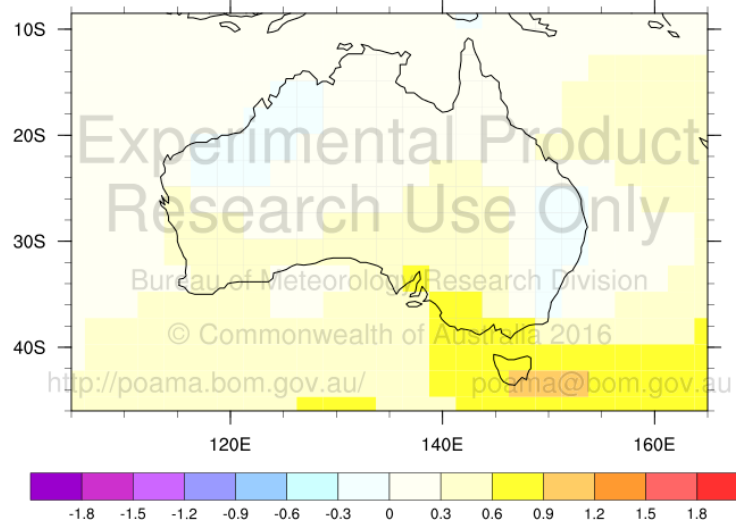 10S
20S
30S
40S
Experimental Product
Research Use Only
Bureau of Meteorology Research Division
© Commonwealth of Australia 2016
http://poama.bom.gov.au/ poama@bom.gov.au
120E 140E 160E
-1.8 -1.5 -1.2 -0.9 -0.6 -0.3 0 0.3 0.6 0.9 1.2 1.5 1.8